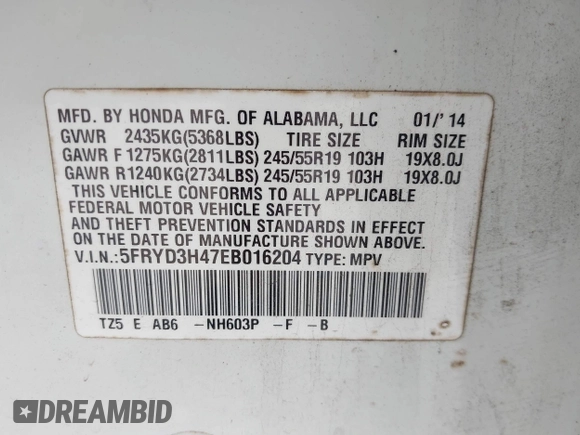 MFD. BY HONDA MFG. OF ALABAMA, LLC 01/'14
GVWR 2435KG(5368LBS) TIRE SIZE RIM SIZE
GAWR F 1275KG(2811LBS) 245/55R19 103H 19X8.0J
GAWR R1240KG(2734LBS) 245/55R19 103H 19X8.0J
THIS VEHICLE CONFORMS TO ALL APPLICABLE
FEDERAL MOTOR VEHICLE SAFETY
AND THEFT PREVENTION STANDARDS IN EFFECT
ON THE DATE OF MANUFACTURE SHOWN ABOVE.
V.I.N.:5FRYD3H47EB016204 TYPE: MPV
TZ5 E AB6 -NH603P -F -B
DREAMBID